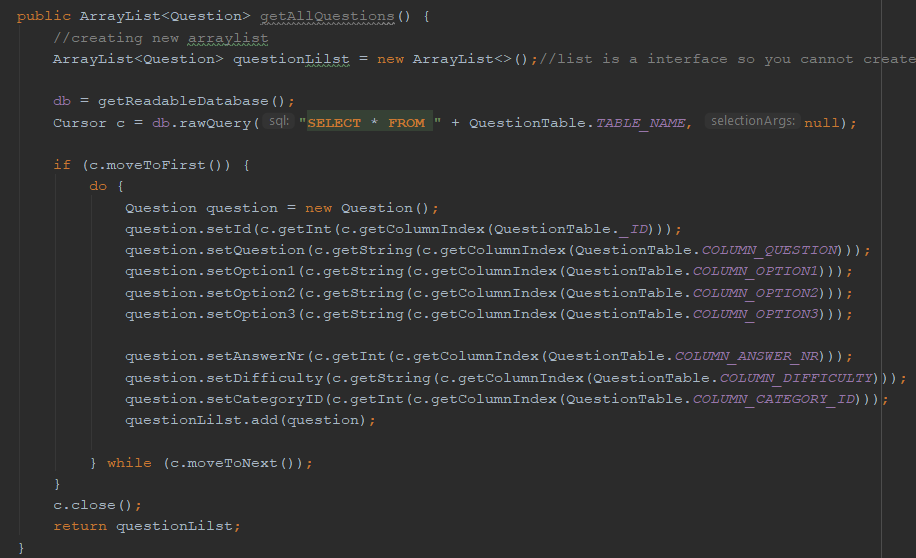 public ArrayList<Question> getAllQuestions() {
//creating new arraylist
ArrayList<Question> questionLilst = new ArrayList<>();//list is a interface so you cannot create
db = getReadableDatabase();
Cursor c = db.rawQuery( sql: "SELECT * FROM " + QuestionTable.TABLE_NAME, selectionArgs: null);
if (c.moveToFirst()) {
do {
Question question = new Question();
question.setId(c.getInt(c.getColumnIndex(QuestionTable._ID)));
question.setQuestion(c.getString(c.getColumnIndex(QuestionTable.COLUMN_QUESTION)));
question.setOption1(c.getString(c.getColumnIndex(QuestionTable.COLUMN_OPTION1)));
question.setOption2(c.getString(c.getColumnIndex(QuestionTable.COLUMN_OPTION2)));
question.setOption3(c.getString(c.getColumnIndex(QuestionTable.COLUMN_OPTION3)));
question.setAnswerNr(c.getInt(c.getColumnIndex(QuestionTable.COLUMN_ANSWER_NR)));
question.setDifficulty(c.getString(c.getColumnIndex(QuestionTable.COLUMN_DIFFICULTY)));
question.setCategoryID(c.getInt(c.getColumnIndex(QuestionTable.COLUMN_CATEGORY_ID)));
questionLilst.add(question);
} while (c.moveToNext());
}
c.close();
return questionLilst;
}